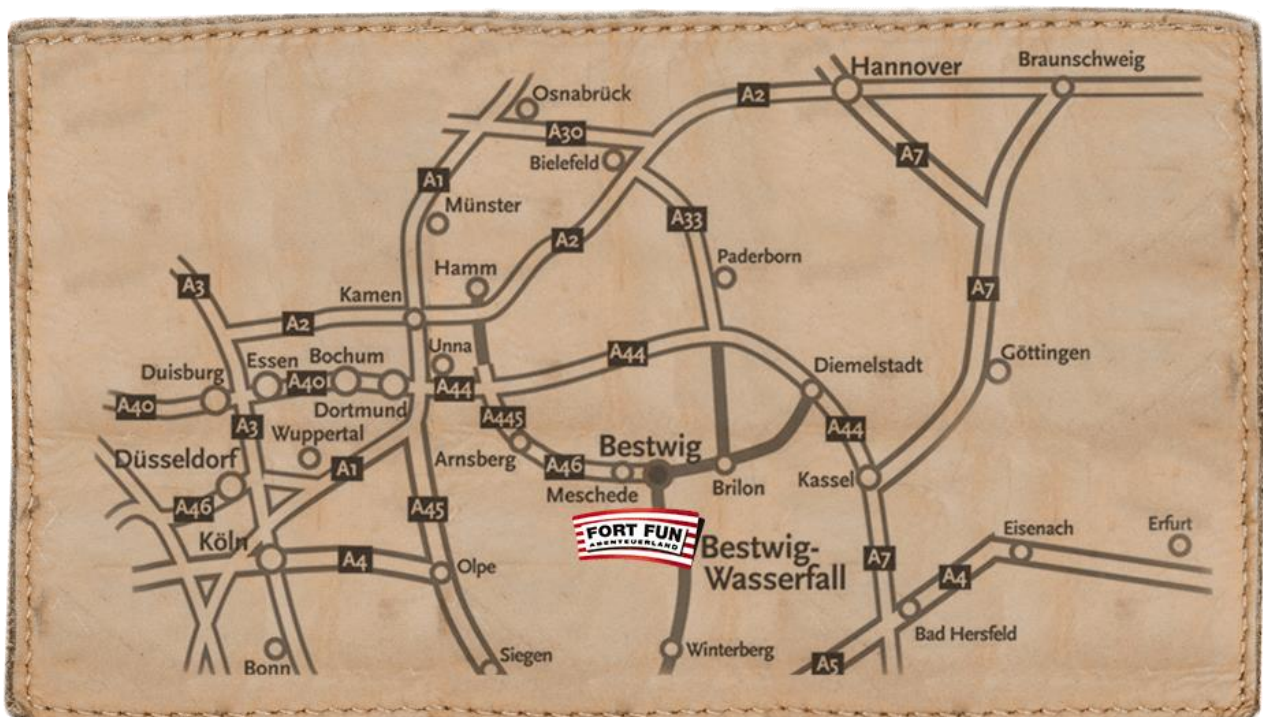 Hannover
Braunschweig
Osnabrück
A2
A30
Bielefeld
A7
A1
Münster
A33
A2
Paderborn
Hamm
A3
Kamen
A7
A2
Unna
A44
Göttingen
Essen
Bochum
Diemelstadt
Duisburg
A40
A44
A40
Dortmund
A445
A3
Wuppertal
A44
Bestwig
Düsseldorf
Arnsberg
A46
A1
Kassel
Meschede
Brilon
A46
A45
Köln
FORT FUN
ABENTEUERLAND
Eisenach
Erfurt
Bestwig-
Wasserfall
A4
Olpe
A7
A4
Bad Hersfeld
Winterberg
Siegen
Bonn
A5